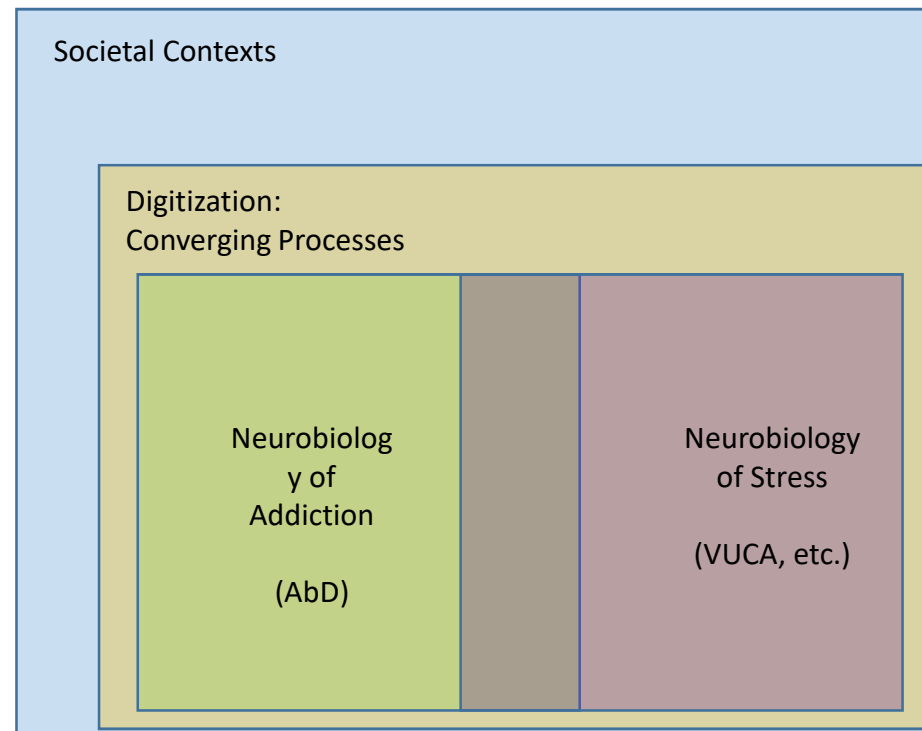 Societal Contexts
Digitization:
Converging Processes
Neurobiolog
y of
Addiction
(AbD)
Neurobiology
of Stress
(VUCA, etc.)